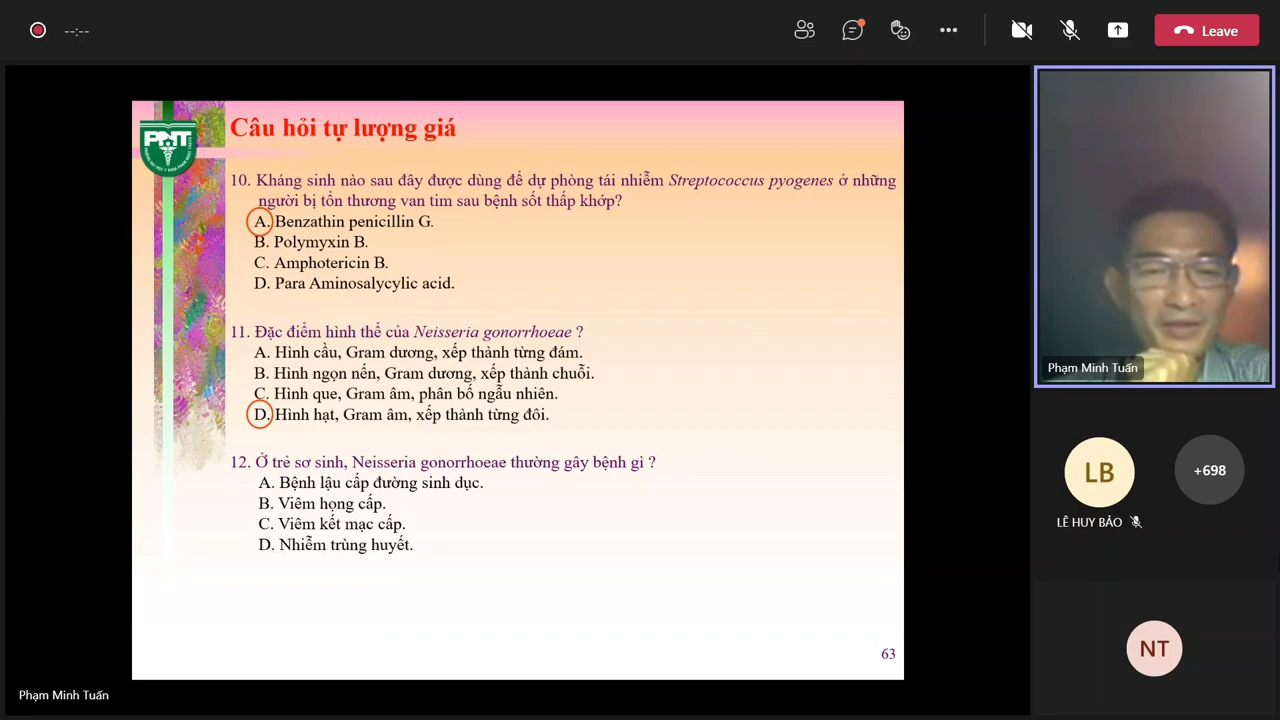 --:--
Leave
PNT
Câu hỏi tự lượng giá
10. Kháng sinh nào sau đây được dùng để dự phòng tái nhiễm Streptococcus pyogenes ở những
người bị tổn thương van tim sau bệnh sốt thấp khớp?
A. Benzathin penicillin G.
B. Polymyxin B.
C. Amphotericin B.
D. Para Aminosalycylic acid.
11. Đặc điểm hình thể của Neisseria gonorrhoeae ?
A. Hình cầu, Gram dương, xếp thành từng đám.
B. Hình ngọn nến, Gram dương, xếp thành chuỗi.
C. Hình que, Gram âm, phân bố ngẫu nhiên.
D. Hình hạt, Gram âm, xếp thành từng đôi.
12. Ở trẻ sơ sinh, Neisseria gonorrhoeae thường gây bệnh gì ?
A. Bệnh lậu cấp đường sinh dục.
B. Viêm họng cấp.
C. Viêm kết mạc cấp.
D. Nhiễm trùng huyết.
63
Phạm Minh Tuấn
Phạm Minh Tuấn
LB
+698
LÊ HUY BẢO
NT